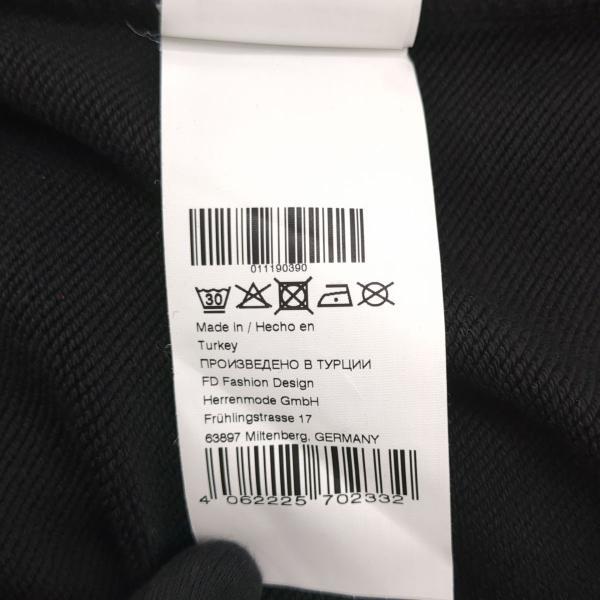 011190390
30
Made in / Hecho en
Turkey
ПРОИЗВЕДЕНО В ТУРЦИИ
FD Fashion Design
Herrenmode GmbH
Frühlingstrasse 17
63897 Miltenberg, GERMANY
4 062225 702332